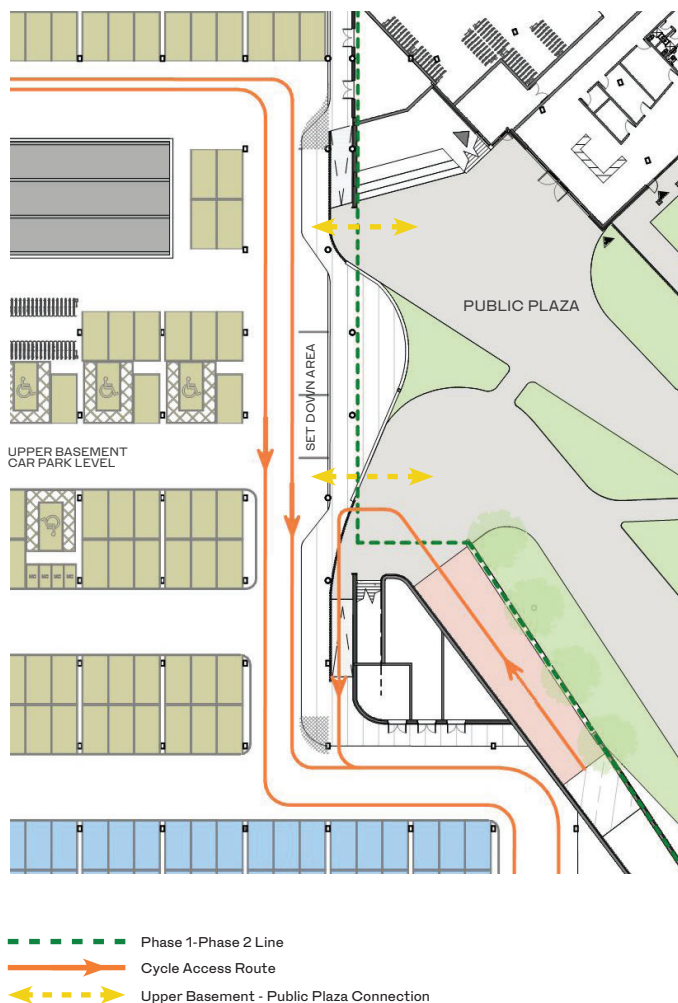 PUBLIC PLAZA
SET DOWN AREA
UPPER BASEMENT
CAR PARK LEVEL
Phase 1-Phase 2 Line
Cycle Access Route
Upper Basement - Public Plaza Connection